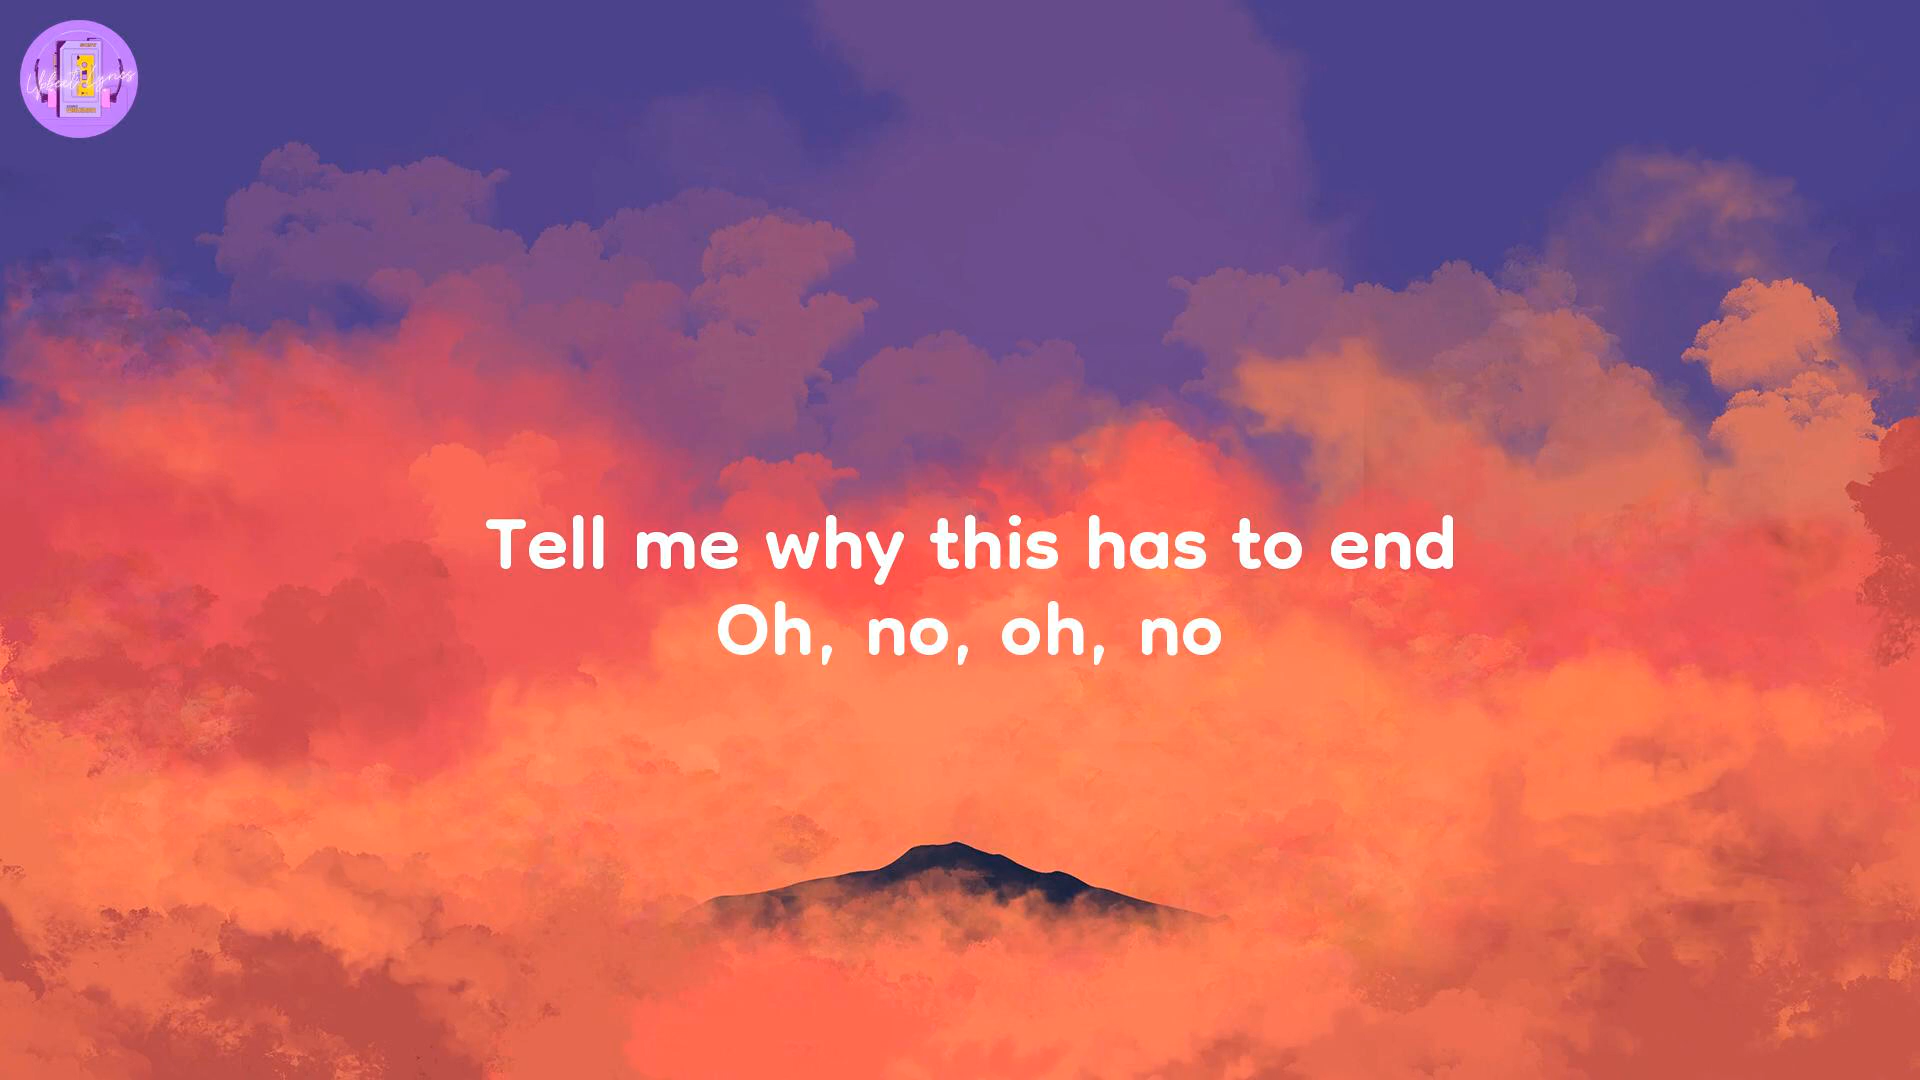 Tell me why this has to end
Oh, no, oh, no